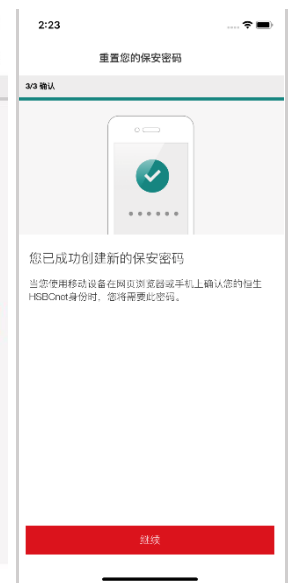 2:23
重置您的保安密码
3/3 确认
您已成功创建新的保安密码
当您使用移动设备在网页浏览器或手机上确认您的恒生
HSBCnet身份时，您将需要此密码。
继续